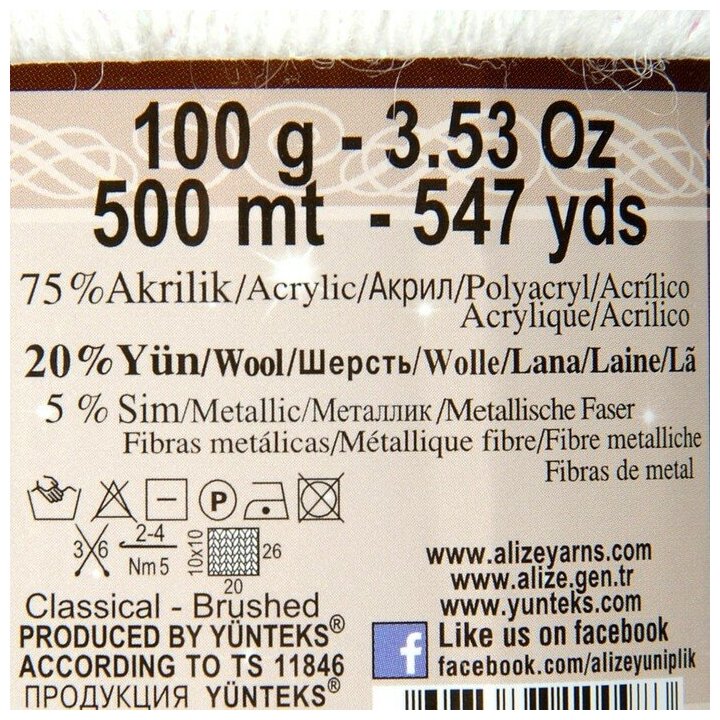 100 g - 3.53 Oz
500 mt - 547 yds
75 % Akrilik/Acrylic/Акрил/Polyacryl/Acrílico
Acrylique/Acrilico
20% Yün/Wool/Шерсть/Wolle/Lana/Laine/Lã
5 % Sim/Metallic/Металлик/Metallische Faser
Fibras metálicas/Métallique fibre/Fibre metalliche
Fibras de metal
P
3 6
2-4
Nm 5
10x10
26
20
www.alizeyarns.com
www.alize.gen.tr
www.yunteks.com
Classical - Brushed
PRODUCED BY YÜNTEKS®
ACCORDING TO TS 11846
ПРОДУКЦИЯ YÜNTEKS®
f
Like us on facebook
facebook.com/alizeyuniplik